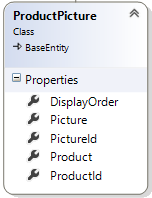 ProductPicture
Class
BaseEntity
Properties
DisplayOrder
Picture
PictureId
Product
ProductId